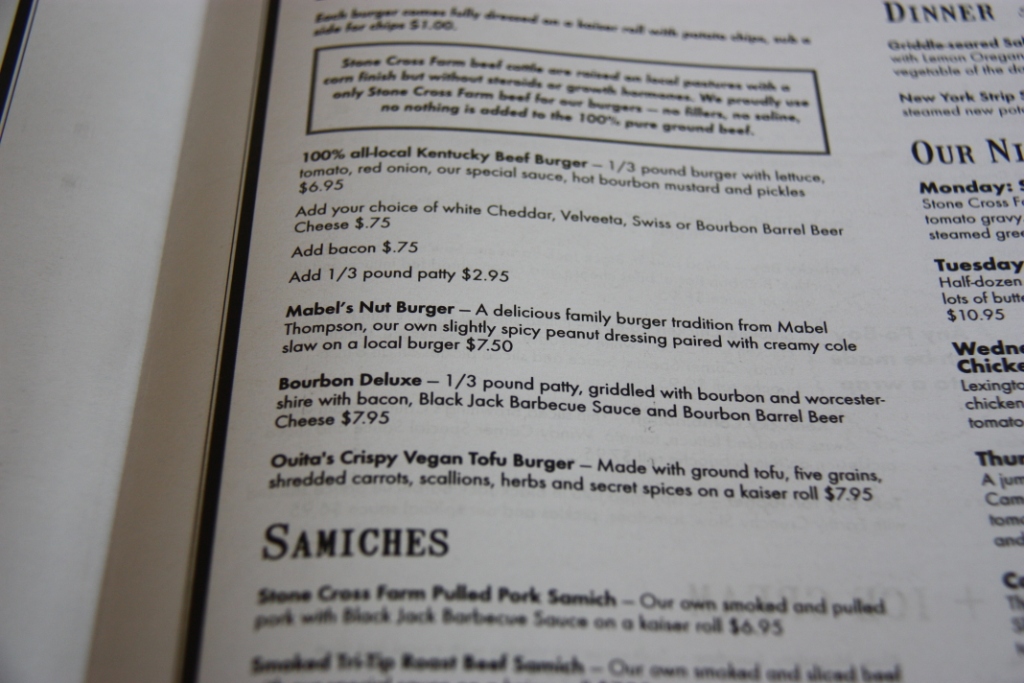 Each burger comes fully dressed on a kaiser roll with potato chips, sub a
side for chips $1.00.
Stone Cross Farm beef cattle are raised on local pastures with a
corn finish but without steroids or growth hormones. We proudly use
only Stone Cross Farm beef for our burgers – no fillers, no saline,
no nothing is added to the 100% pure ground beef.
100% all-local Kentucky Beef Burger – 1/3 pound burger with lettuce,
tomato, red onion, our special sauce, hot bourbon mustard and pickles
$6.95
Add your choice of white Cheddar, Velveeta, Swiss or Bourbon Barrel Beer
Cheese $.75
Add bacon $.75
Add 1/3 pound patty $2.95
Mabel's Nut Burger – A delicious family burger tradition from Mabel
Thompson, our own slightly spicy peanut dressing paired with creamy cole
slaw on a local burger $7.50
Bourbon Deluxe – 1/3 pound patty, griddled with bourbon and worcester-
shire with bacon, Black Jack Barbecue Sauce and Bourbon Barrel Beer
Cheese $7.95
Ouita's Crispy Vegan Tofu Burger – Made with ground tofu, five grains,
shredded carrots, scallions, herbs and secret spices on a kaiser roll $7.95
SAMICHES
Stone Cross Farm Pulled Pork Samich – Our own smoked and pulled
pork with Black Jack Barbecue Sauce on a kaiser roll $6.95
Smoked Tri-Tip Roast Beef Samich – Our own smoked and sliced beef
DINNER
Griddle-seared
with Lemon
vegetable of the
New York Strip
steamed new
OUR
Monday:
Stone Cross
tomato gravy
steamed
Tuesday
Half-dozen
lots of
$10.95
chicken
tomato
A
and